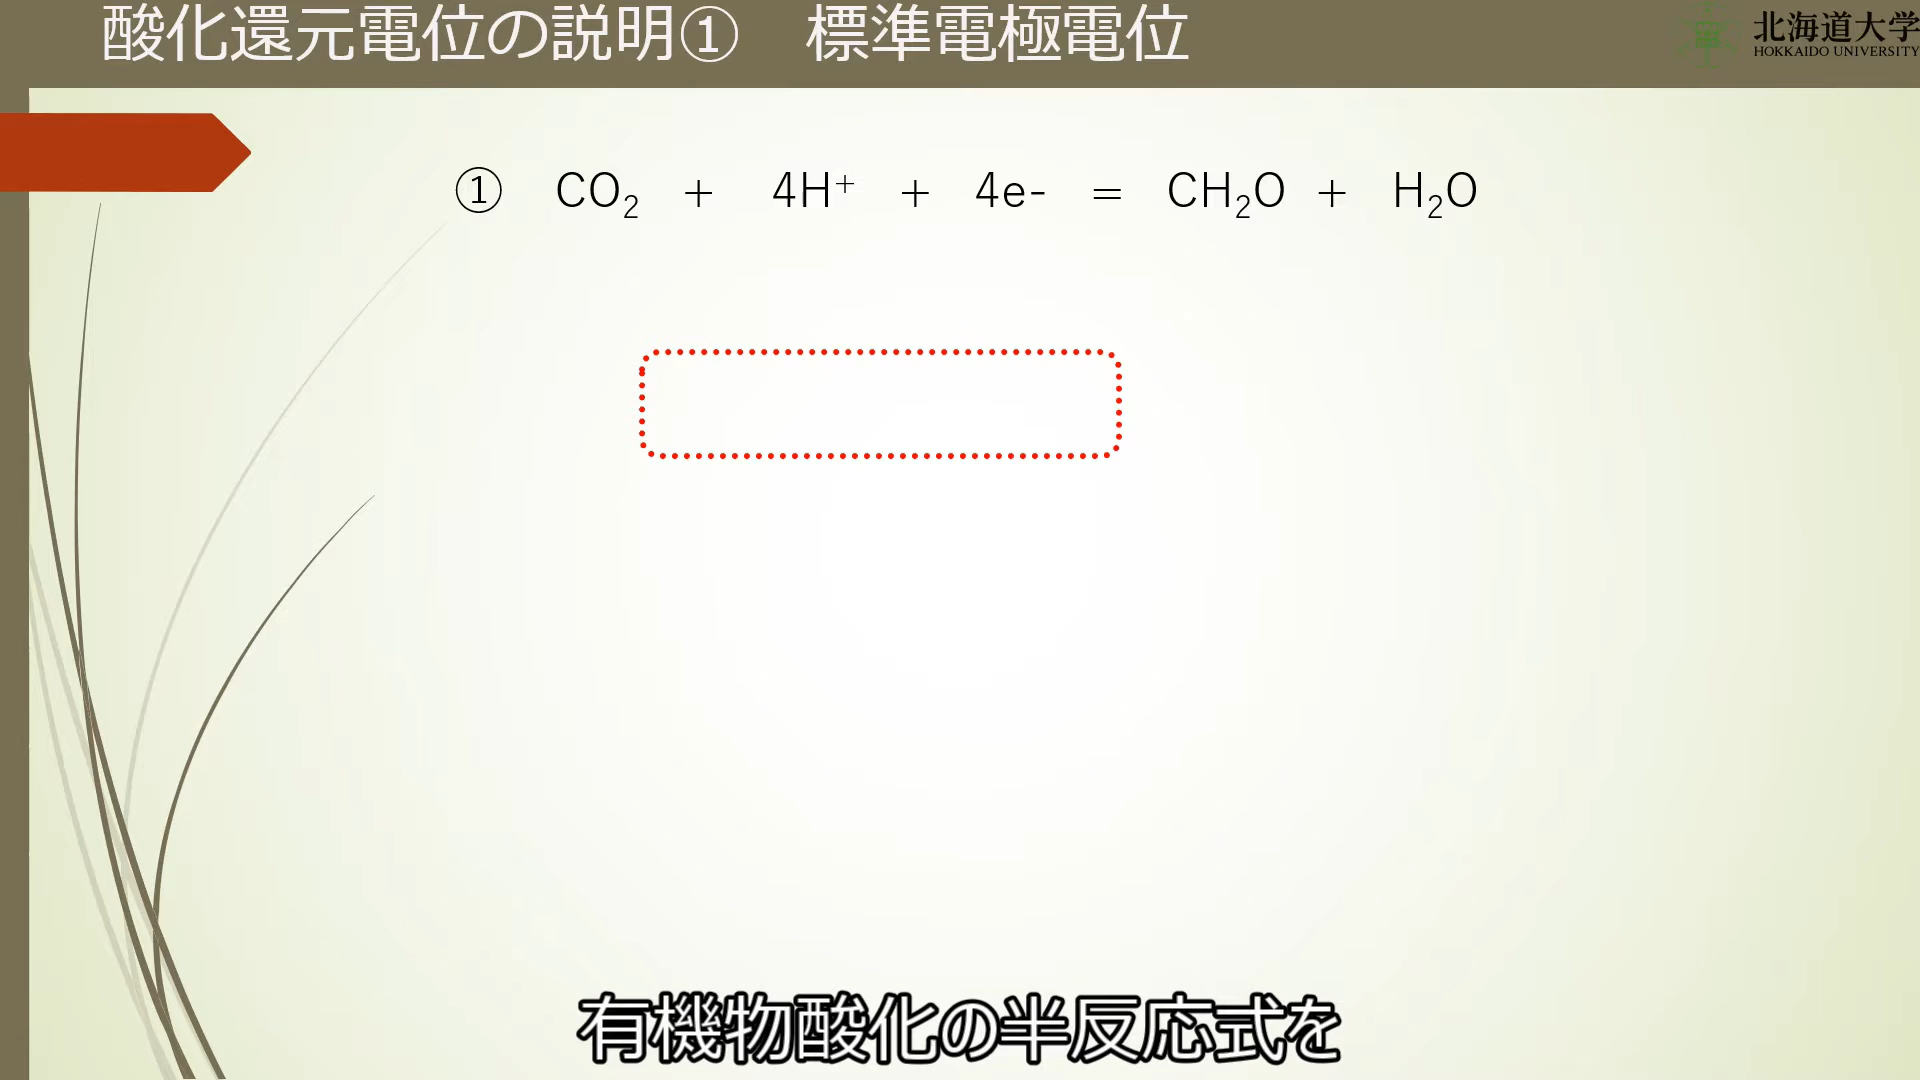 酸化還元電位の説明①　標準電極電位
北海道大学
HOKKAIDO UNIVERSITY
① CO₂ + 4H⁺ + 4e- = CH₂O + H₂O
有機物酸化の半反応式を